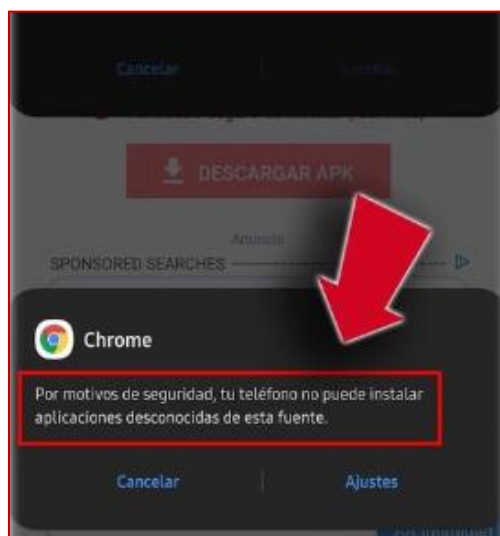 Cancelar
DESCARGAR APK
Anuncio
SPONSORED SEARCHES
Chrome
Por motivos de seguridad, tu teléfono no puede instalar
aplicaciones desconocidas de esta fuente.
Cancelar Ajustes